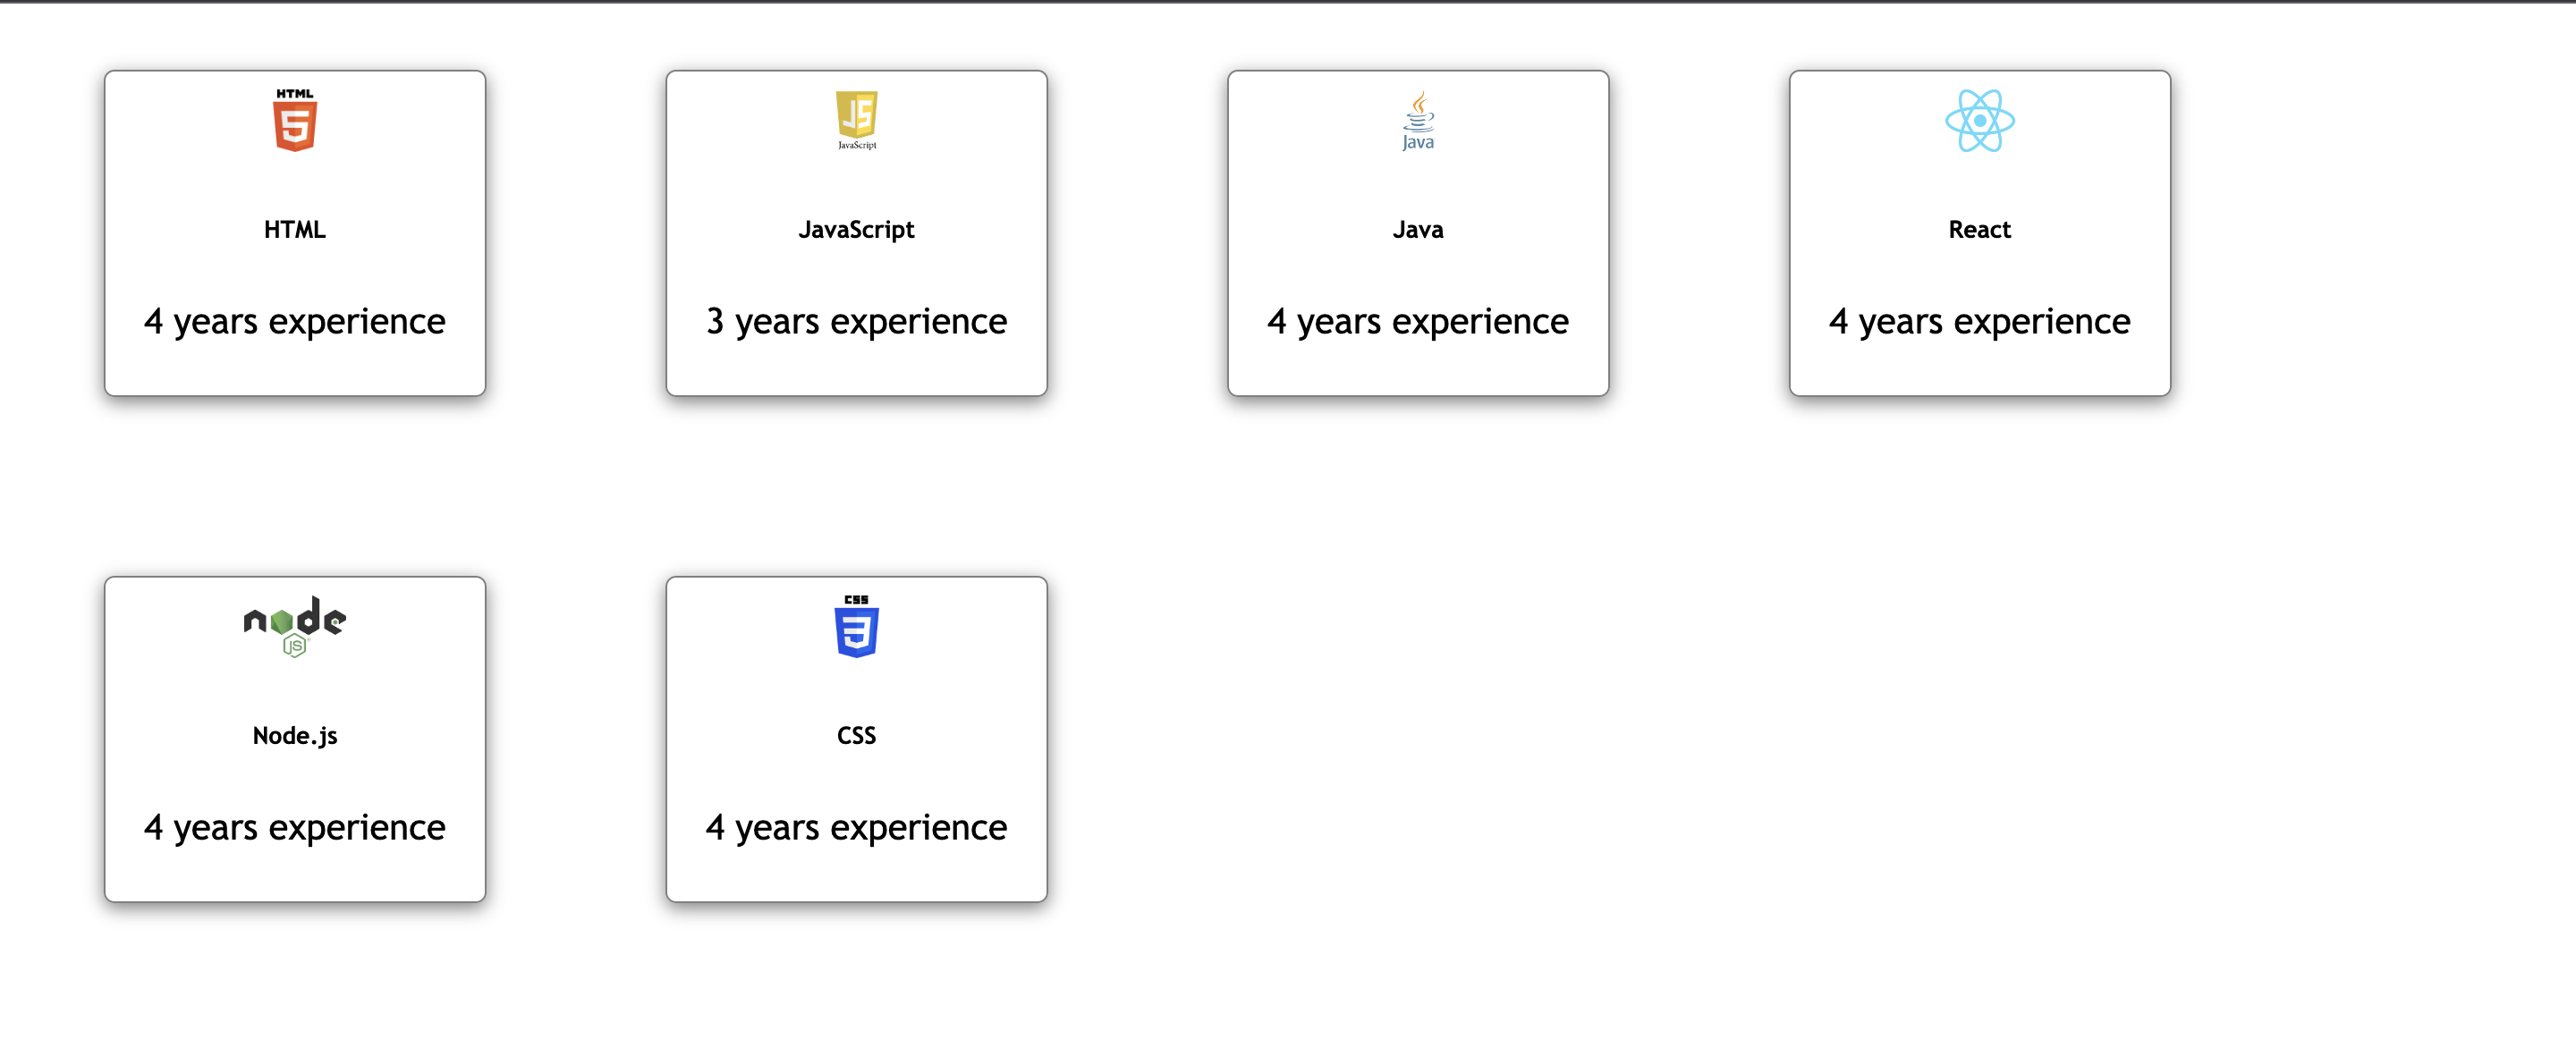 HTML
5
HTML
4 years experience
JS
JavaScript
JavaScript
3 years experience
Java
Java
4 years experience
React
4 years experience
node
JS
Node.js
4 years experience
CSS
3
CSS
4 years experience